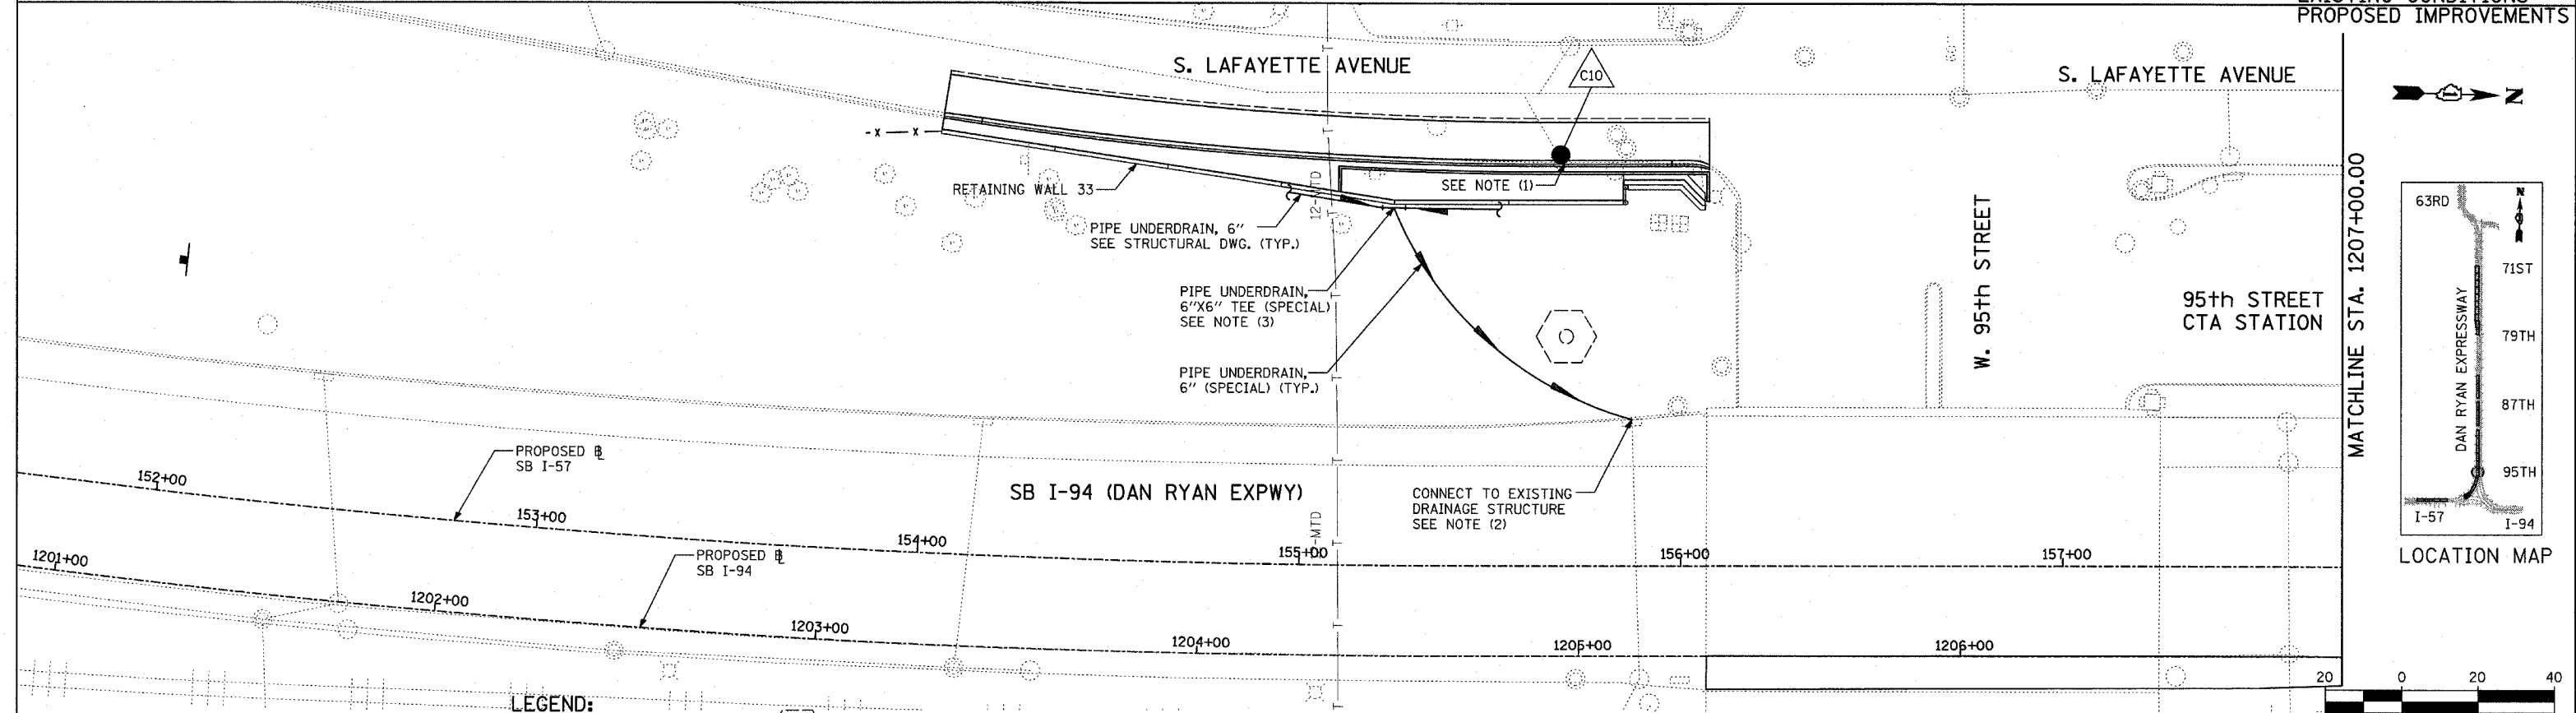 PROPOSED IMPROVEMENTS
S. LAFAYETTE AVENUE
C10
S. LAFAYETTE AVENUE
N
-X — X
RETAINING WALL 33
SEE NOTE (1)
PIPE UNDERDRAIN, 6"
SEE STRUCTURAL DWG. (TYP.)
PIPE UNDERDRAIN,
6"X6" TEE (SPECIAL)
SEE NOTE (3)
PIPE UNDERDRAIN,
6" (SPECIAL) (TYP.)
W. 95th STREET
95th STREET
CTA STATION
MATCHLINE STA. 1207+00.00
63RD
N
71ST
79TH
87TH
95TH
DAN RYAN EXPRESSWAY
I-57
I-94
LOCATION MAP
PROPOSED ℄
SB I-57
SB I-94 (DAN RYAN EXPWY)
CONNECT TO EXISTING
DRAINAGE STRUCTURE
SEE NOTE (2)
152+00
153+00
154+00
155+00
156+00
157+00
PROPOSED ℄
SB I-94
1201+00
1202+00
1203+00
1204+00
1205+00
1206+00
20 0 20 40
LEGEND: